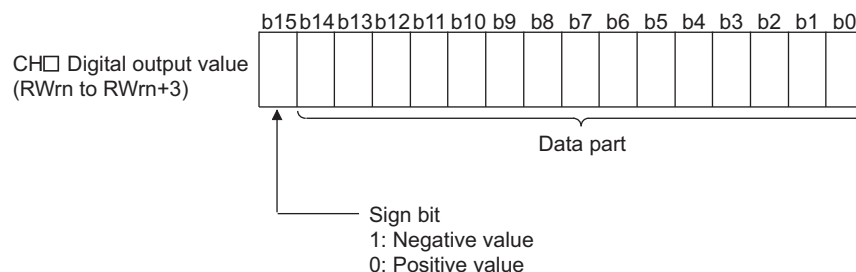 b15 b14 b13 b12 b11 b10 b9 b8 b7 b6 b5 b4 b3 b2 b1 b0
CH□ Digital output value
(RWrn to RWrn+3)
Data part
Sign bit
1: Negative value
0: Positive value